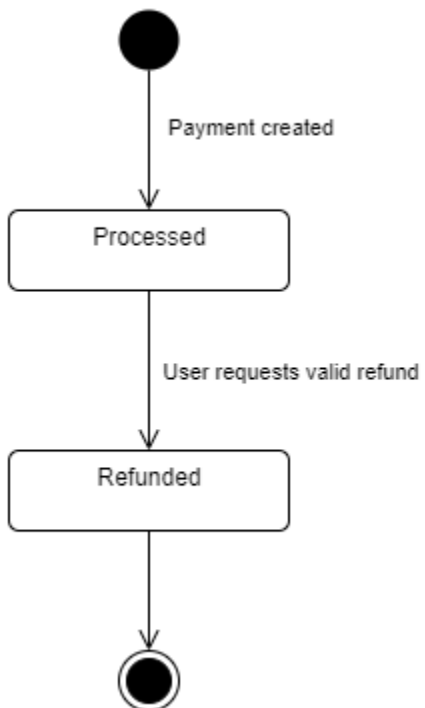 Payment created
Processed
User requests valid refund
Refunded